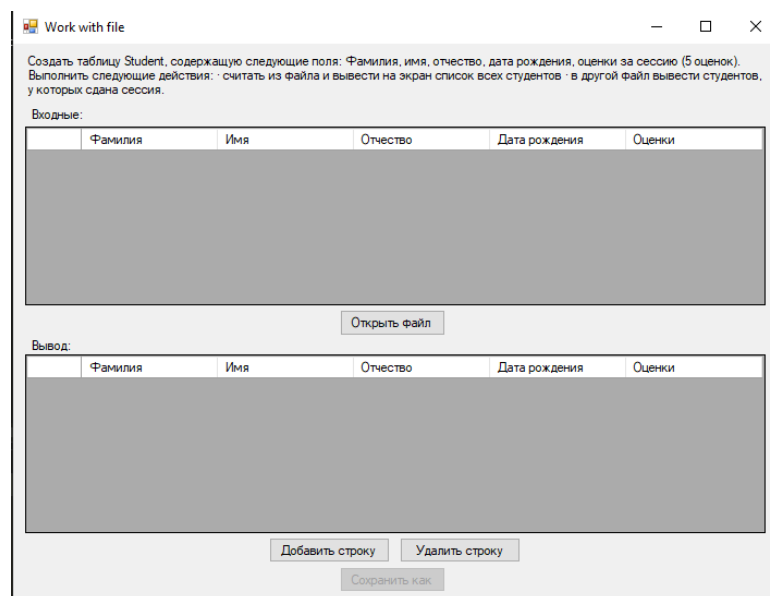 Work with file
Создать таблицу Student, содержащую следующие поля: Фамилия, имя, отчество, дата рождения, оценки за сессию (5 оценок).
Выполнить следующие действия: · считать из файла и вывести на экран список всех студентов · в другой файл вывести студентов,
у которых сдана сессия.
Входные:
Фамилия Имя Отчество Дата рождения Оценки
Открыть файл
Вывод:
Фамилия Имя Отчество Дата рождения Оценки
Добавить строку Удалить строку
Сохранить как